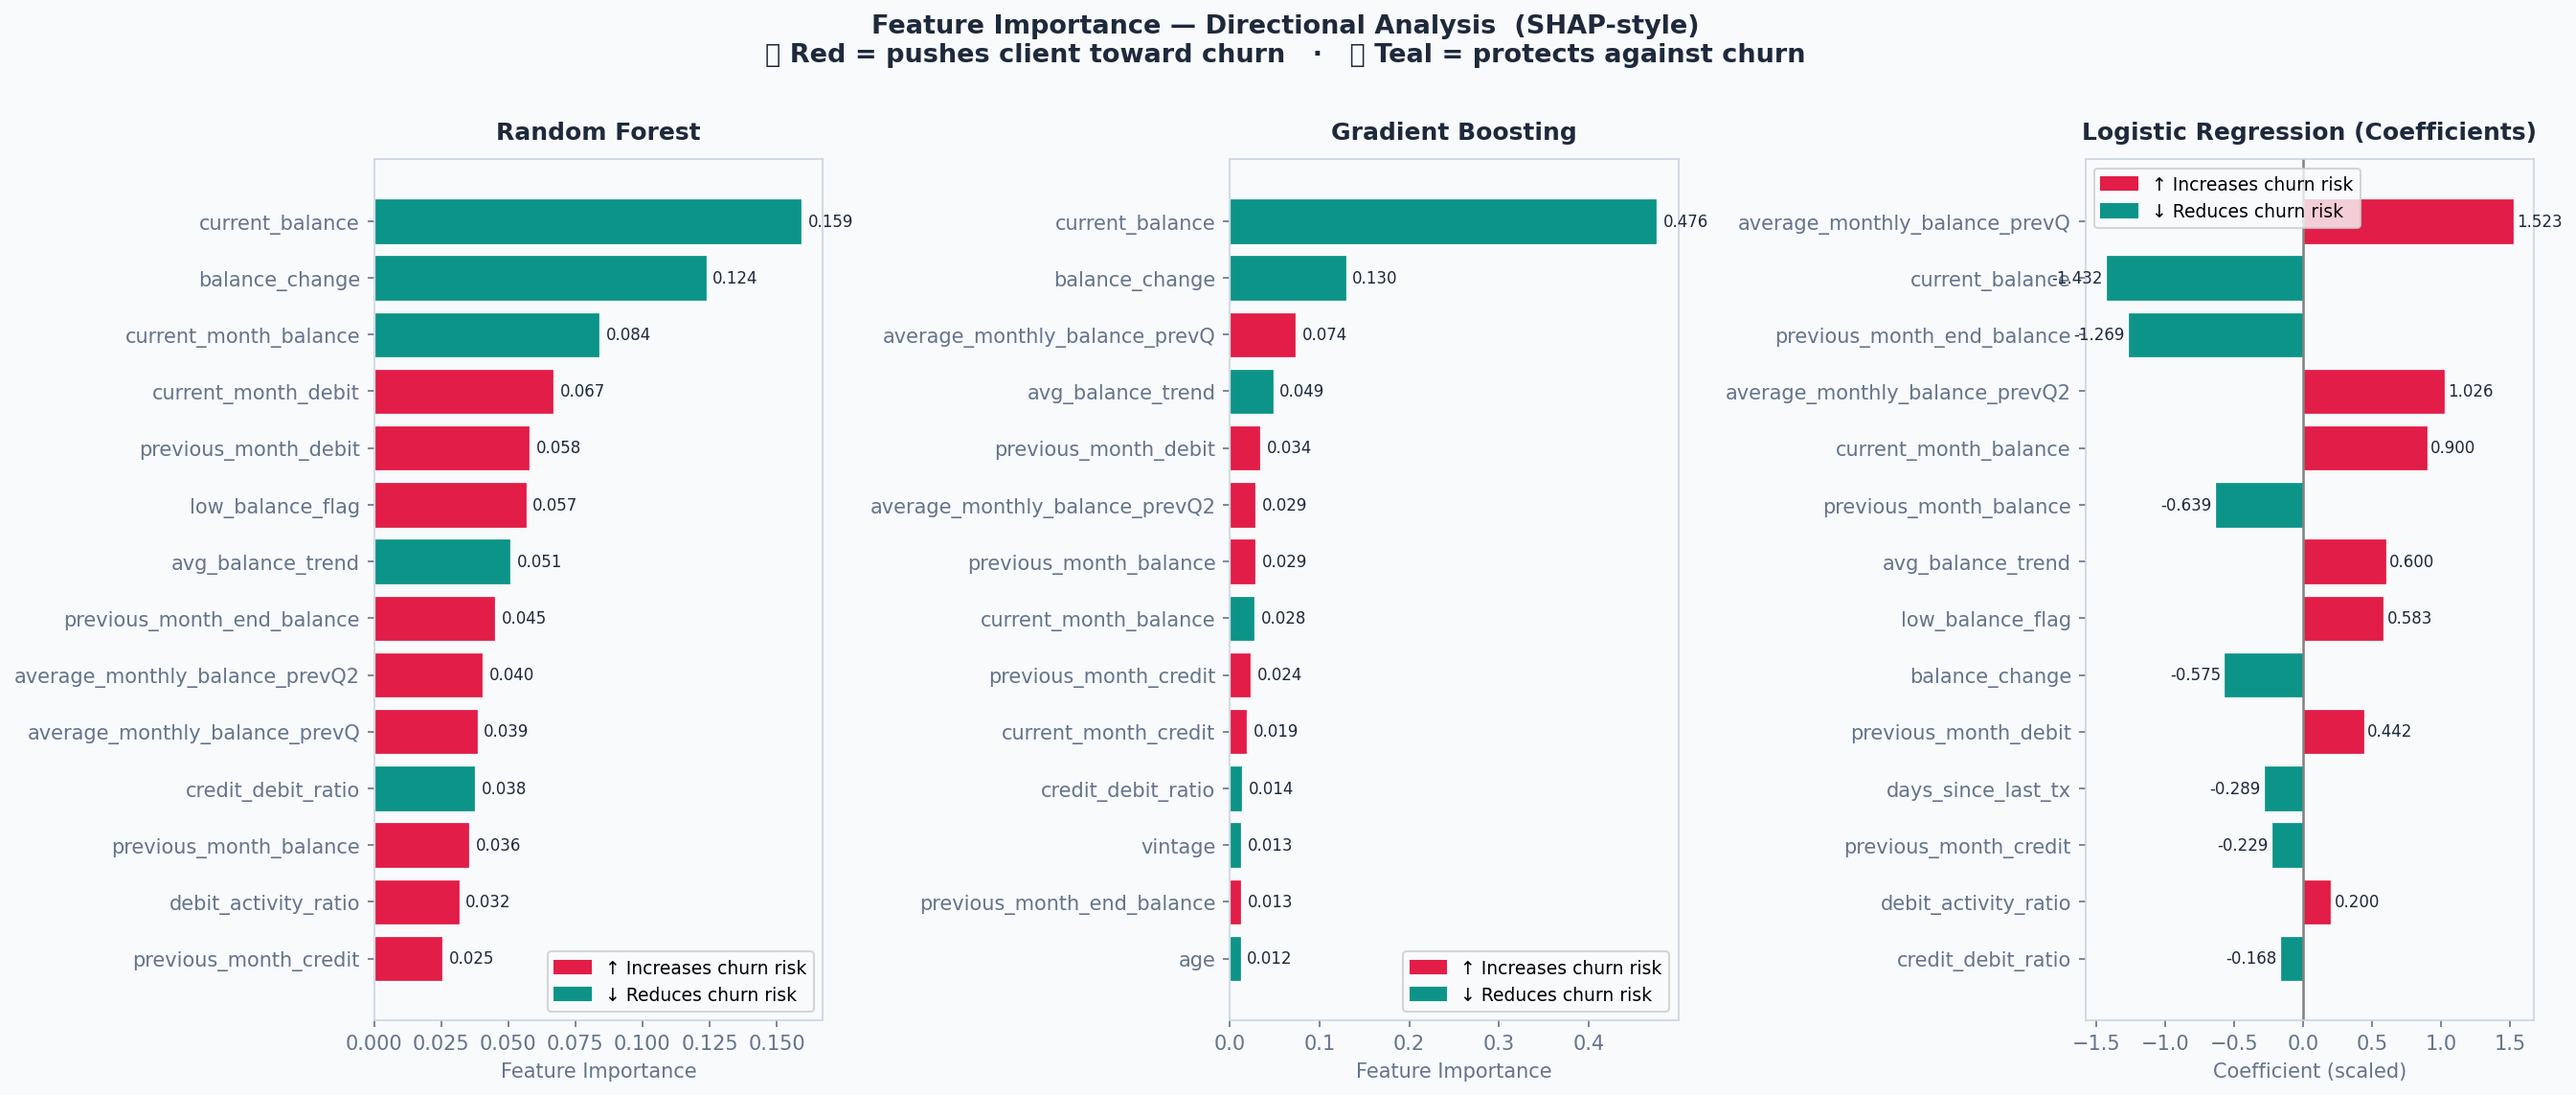 Feature Importance — Directional Analysis  (SHAP-style)
▯ Red = pushes client toward churn   ·   ▯ Teal = protects against churn
Random Forest
current_balance 0.159
balance_change 0.124
current_month_balance 0.084
current_month_debit 0.067
previous_month_debit 0.058
low_balance_flag 0.057
avg_balance_trend 0.051
previous_month_end_balance 0.045
average_monthly_balance_prevQ2 0.040
average_monthly_balance_prevQ 0.039
credit_debit_ratio 0.038
previous_month_balance 0.036
debit_activity_ratio 0.032
previous_month_credit 0.025
↑ Increases churn risk
↓ Reduces churn risk
0.000 0.025 0.050 0.075 0.100 0.125 0.150
Feature Importance
Gradient Boosting
current_balance 0.476
balance_change 0.130
average_monthly_balance_prevQ 0.074
avg_balance_trend 0.049
previous_month_debit 0.034
average_monthly_balance_prevQ2 0.029
previous_month_balance 0.029
current_month_balance 0.028
previous_month_credit 0.024
current_month_credit 0.019
credit_debit_ratio 0.014
vintage 0.013
previous_month_end_balance 0.013
age 0.012
↑ Increases churn risk
↓ Reduces churn risk
0.0 0.1 0.2 0.3 0.4
Feature Importance
Logistic Regression (Coefficients)
↑ Increases churn risk
↓ Reduces churn risk
average_monthly_balance_prevQ 1.523
current_balance -1.432
previous_month_end_balance -1.269
average_monthly_balance_prevQ2 1.026
current_month_balance 0.900
previous_month_balance -0.639
avg_balance_trend 0.600
low_balance_flag 0.583
balance_change -0.575
previous_month_debit 0.442
days_since_last_tx -0.289
previous_month_credit -0.229
debit_activity_ratio 0.200
credit_debit_ratio -0.168
−1.5 −1.0 −0.5 0.0 0.5 1.0 1.5
Coefficient (scaled)